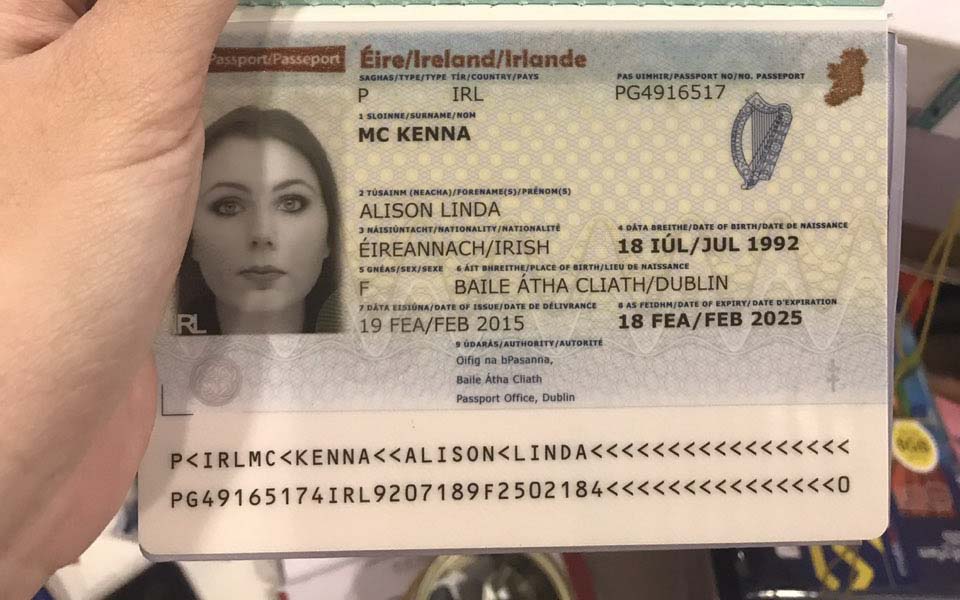 Passport/Passeport
Éire/Ireland/Irlande
SAGHAS/TYPE/TYPE TÍR/COUNTRY/PAYS PAS UIMHIR/PASSPORT NO/NO. PASSEPORT
P IRL PG4916517
1 SLOINNE/SURNAME/NOM
MC KENNA
2 TÚSAINM (NEACHA)/FORENAME(S)/PRÉNOM(S)
ALISON LINDA
3 NÁISIÚNTACHT/NATIONALITY/NATIONALITÉ 4 DÁTA BREITHE/DATE OF BIRTH/DATE DE NAISSANCE
ÉIREANNACH/IRISH 18 IÚL/JUL 1992
5 GNÉAS/SEX/SEXE 6 ÁIT BHREITHE/PLACE OF BIRTH/LIEU DE NAISSANCE
F BAILE ÁTHA CLIATH/DUBLIN
7 DÁTA EISIÚNA/DATE OF ISSUE/DATE DE DÉLIVRANCE 8 AS FEIDHM/DATE OF EXPIRY/DATE D'EXPIRATION
19 FEA/FEB 2015 18 FEA/FEB 2025
9 ÚDARÁS/AUTHORITY/AUTORITÉ
Oifig na bPasanna,
Baile Átha Cliath
Passport Office, Dublin
IRL
P<IRLMC<KENNA<<ALISON<LINDA<<<<<<<<<<<<<<<<<
PG49165174IRL9207189F2502184<<<<<<<<<<<<<<<0